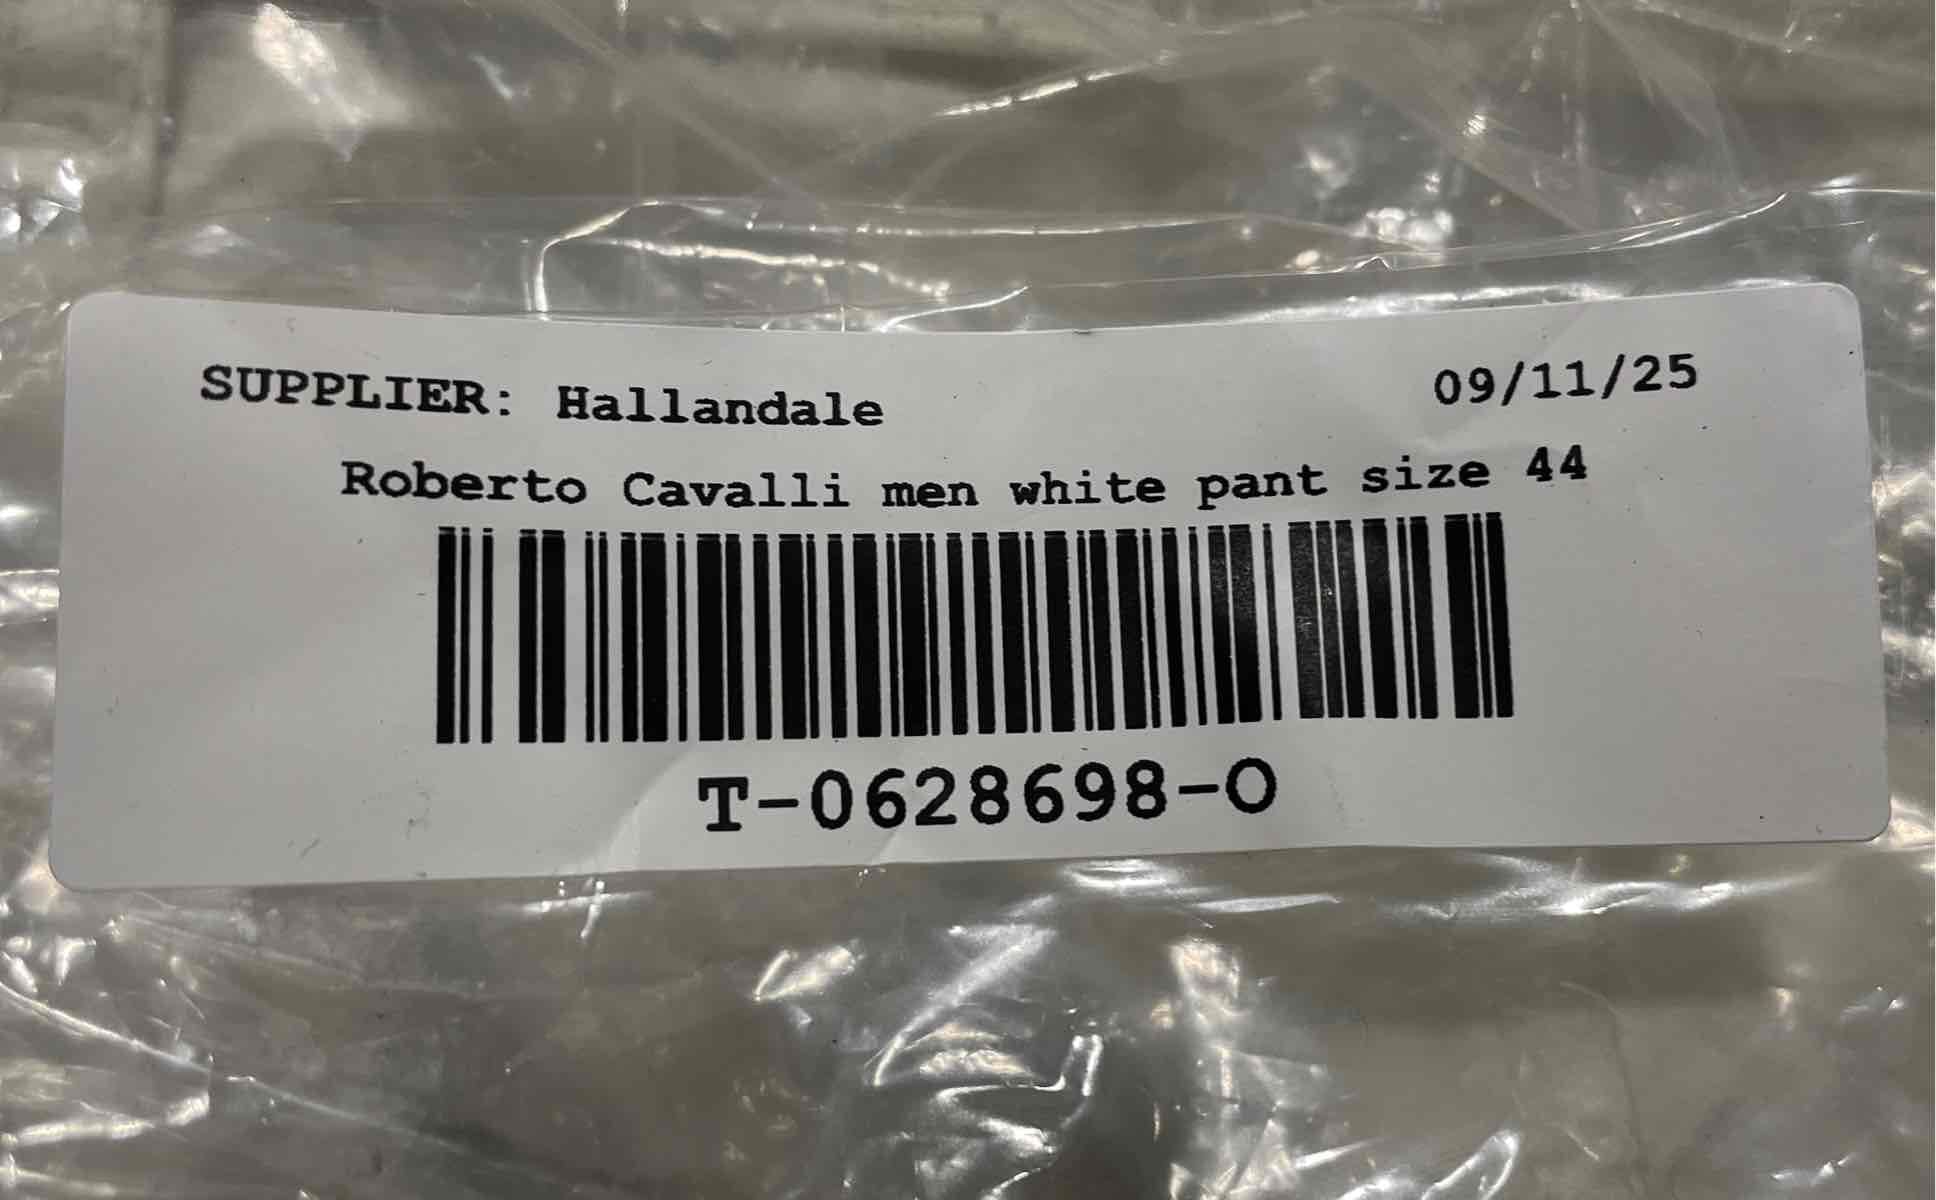 SUPPLIER: Hallandale 09/11/25
Roberto Cavalli men white pant size 44
T-0628698-O